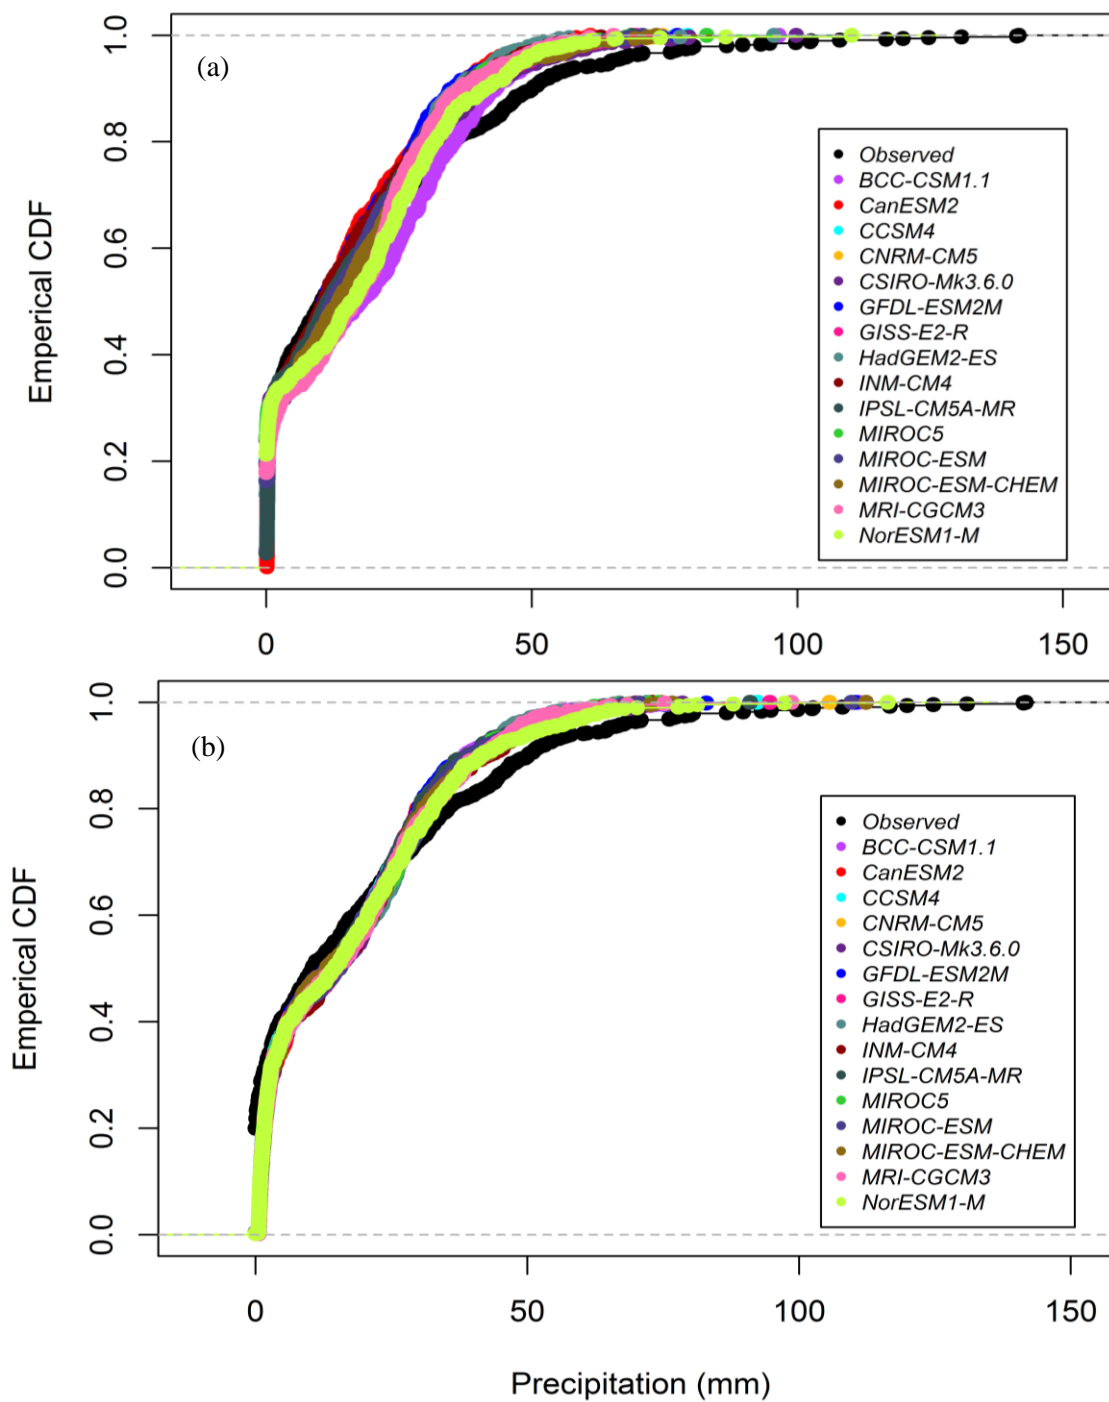 (a)
Emperical CDF
1.0
0.8
0.6
0.4
0.2
0.0
0 50 100 150
Observed
BCC-CSM1.1
CanESM2
CCSM4
CNRM-CM5
CSIRO-Mk3.6.0
GFDL-ESM2M
GISS-E2-R
HadGEM2-ES
INM-CM4
IPSL-CM5A-MR
MIROC5
MIROC-ESM
MIROC-ESM-CHEM
MRI-CGCM3
NorESM1-M
(b)
Emperical CDF
1.0
0.8
0.6
0.4
0.2
0.0
0 50 100 150
Observed
BCC-CSM1.1
CanESM2
CCSM4
CNRM-CM5
CSIRO-Mk3.6.0
GFDL-ESM2M
GISS-E2-R
HadGEM2-ES
INM-CM4
IPSL-CM5A-MR
MIROC5
MIROC-ESM
MIROC-ESM-CHEM
MRI-CGCM3
NorESM1-M
Precipitation (mm)